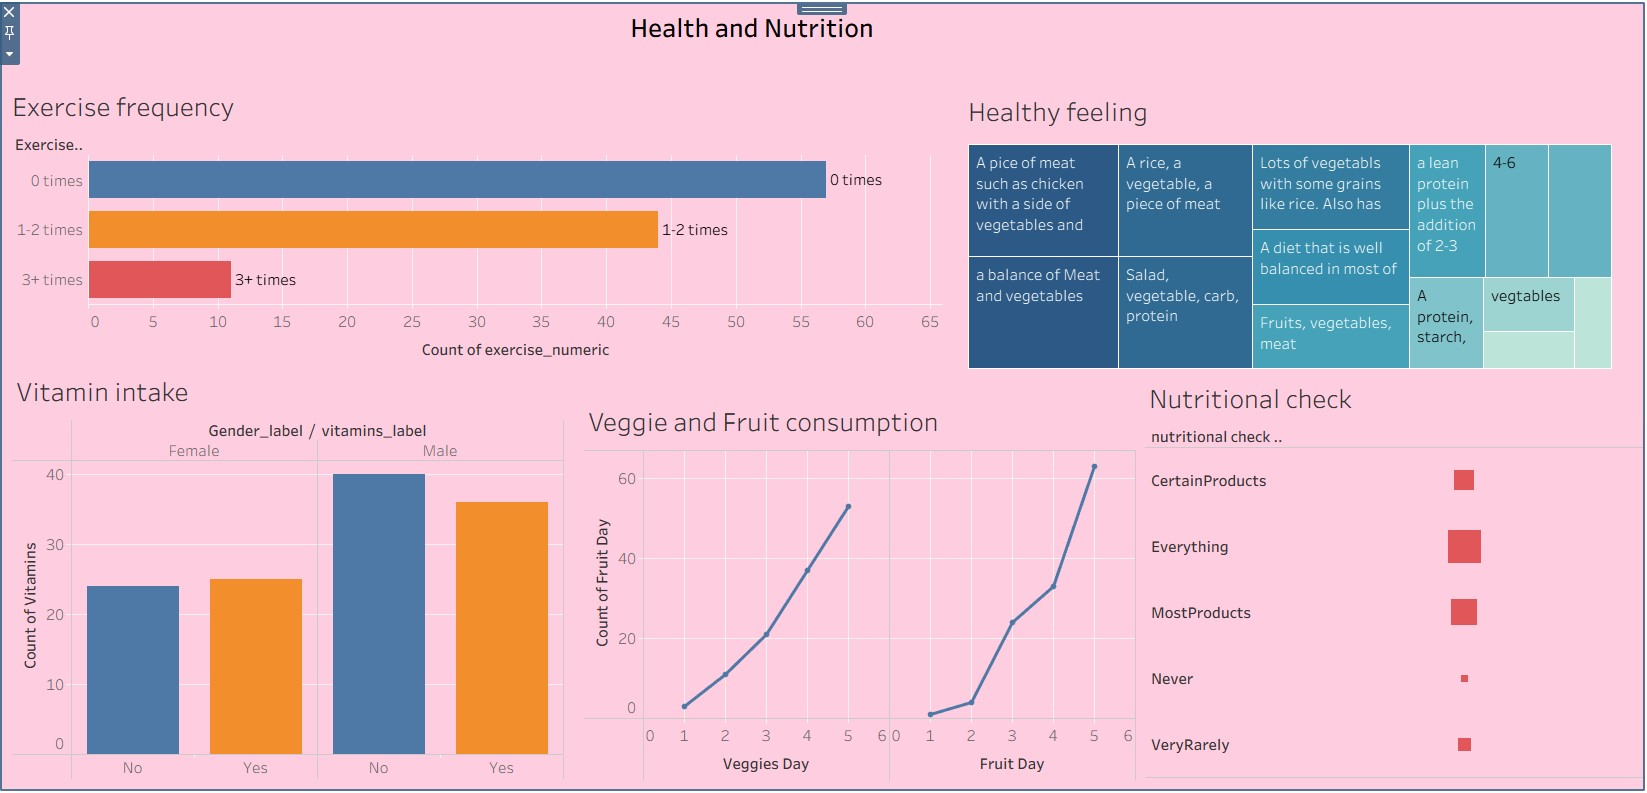 Health and Nutrition
Exercise frequency
Exercise..
0 times
0 times
1-2 times
1-2 times
3+ times
3+ times
0 5 10 15 20 25 30 35 40 45 50 55 60 65
Count of exercise_numeric
Healthy feeling
A pice of meat
such as chicken
with a side of
vegetables and
a balance of Meat
and vegetables
A rice, a
vegetable, a
piece of meat
Salad,
vegetable, carb,
protein
Lots of vegetabls
with some grains
like rice. Also has
A diet that is well
balanced in most of
Fruits, vegetables,
meat
a lean
protein
plus the
addition
of 2-3
4-6
A
protein,
starch,
vegtables
Vitamin intake
Gender_label / vitamins_label
Female Male
Count of Vitamins
40
30
20
10
0
No Yes No Yes
Veggie and Fruit consumption
Count of Fruit Day
60
40
20
0
0 1 2 3 4 5 6 0 1 2 3 4 5 6
Veggies Day Fruit Day
Nutritional check
nutritional check ..
CertainProducts
Everything
MostProducts
Never
VeryRarely